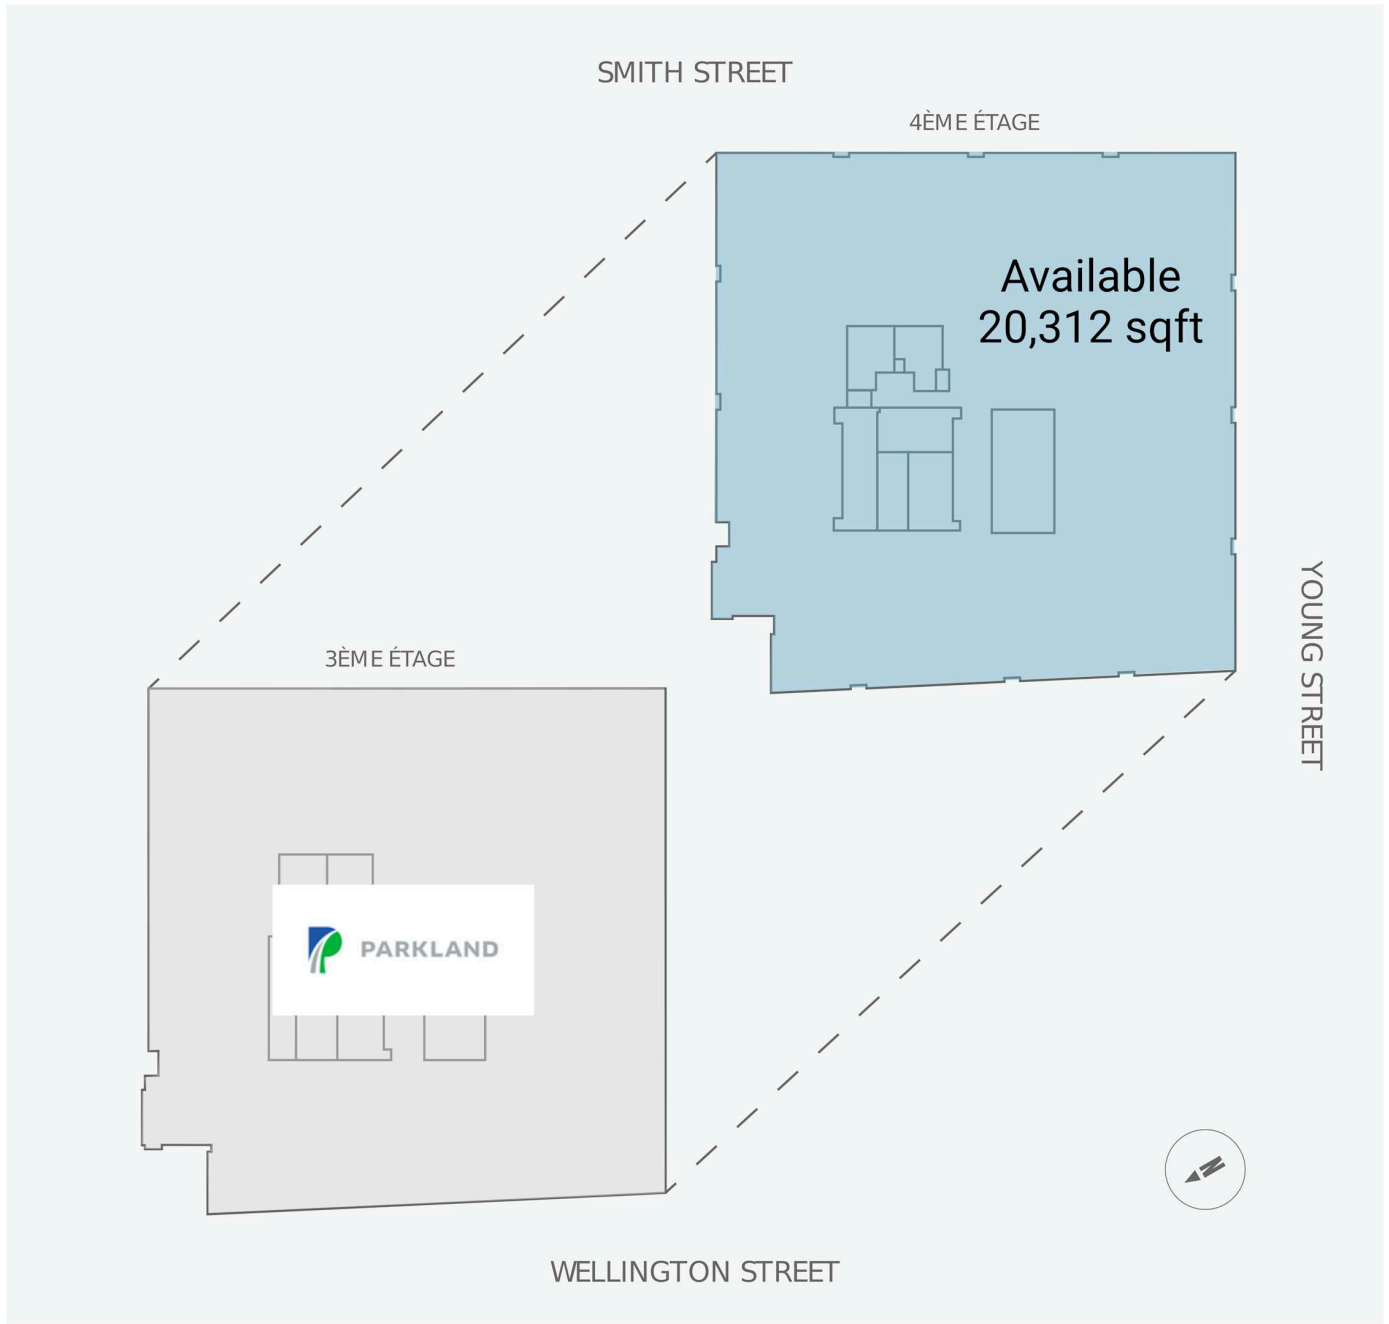 SMITH STREET
4ÈME ÉTAGE
Available
20,312 sqft
YOUNG STREET
3ÈME ÉTAGE
PARKLAND
N
WELLINGTON STREET